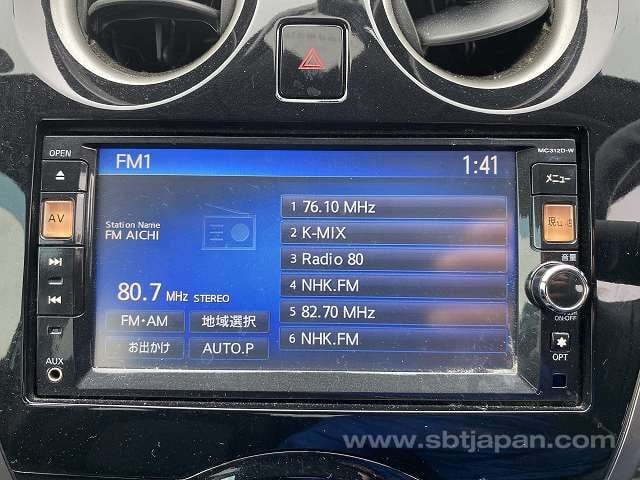 OPEN
MC312D-W
FM1
1:41
メニュー
AV
Station Name
FM AICHI
1 76.10 MHz
2 K-MIX
3 Radio 80
4 NHK.FM
5 82.70 MHz
6 NHK.FM
音量
80.7 MHz STEREO
FM・AM
地域選択
お出かけ
AUTO.P
ON-OFF
AUX
OPT
www.sbtjapan.com